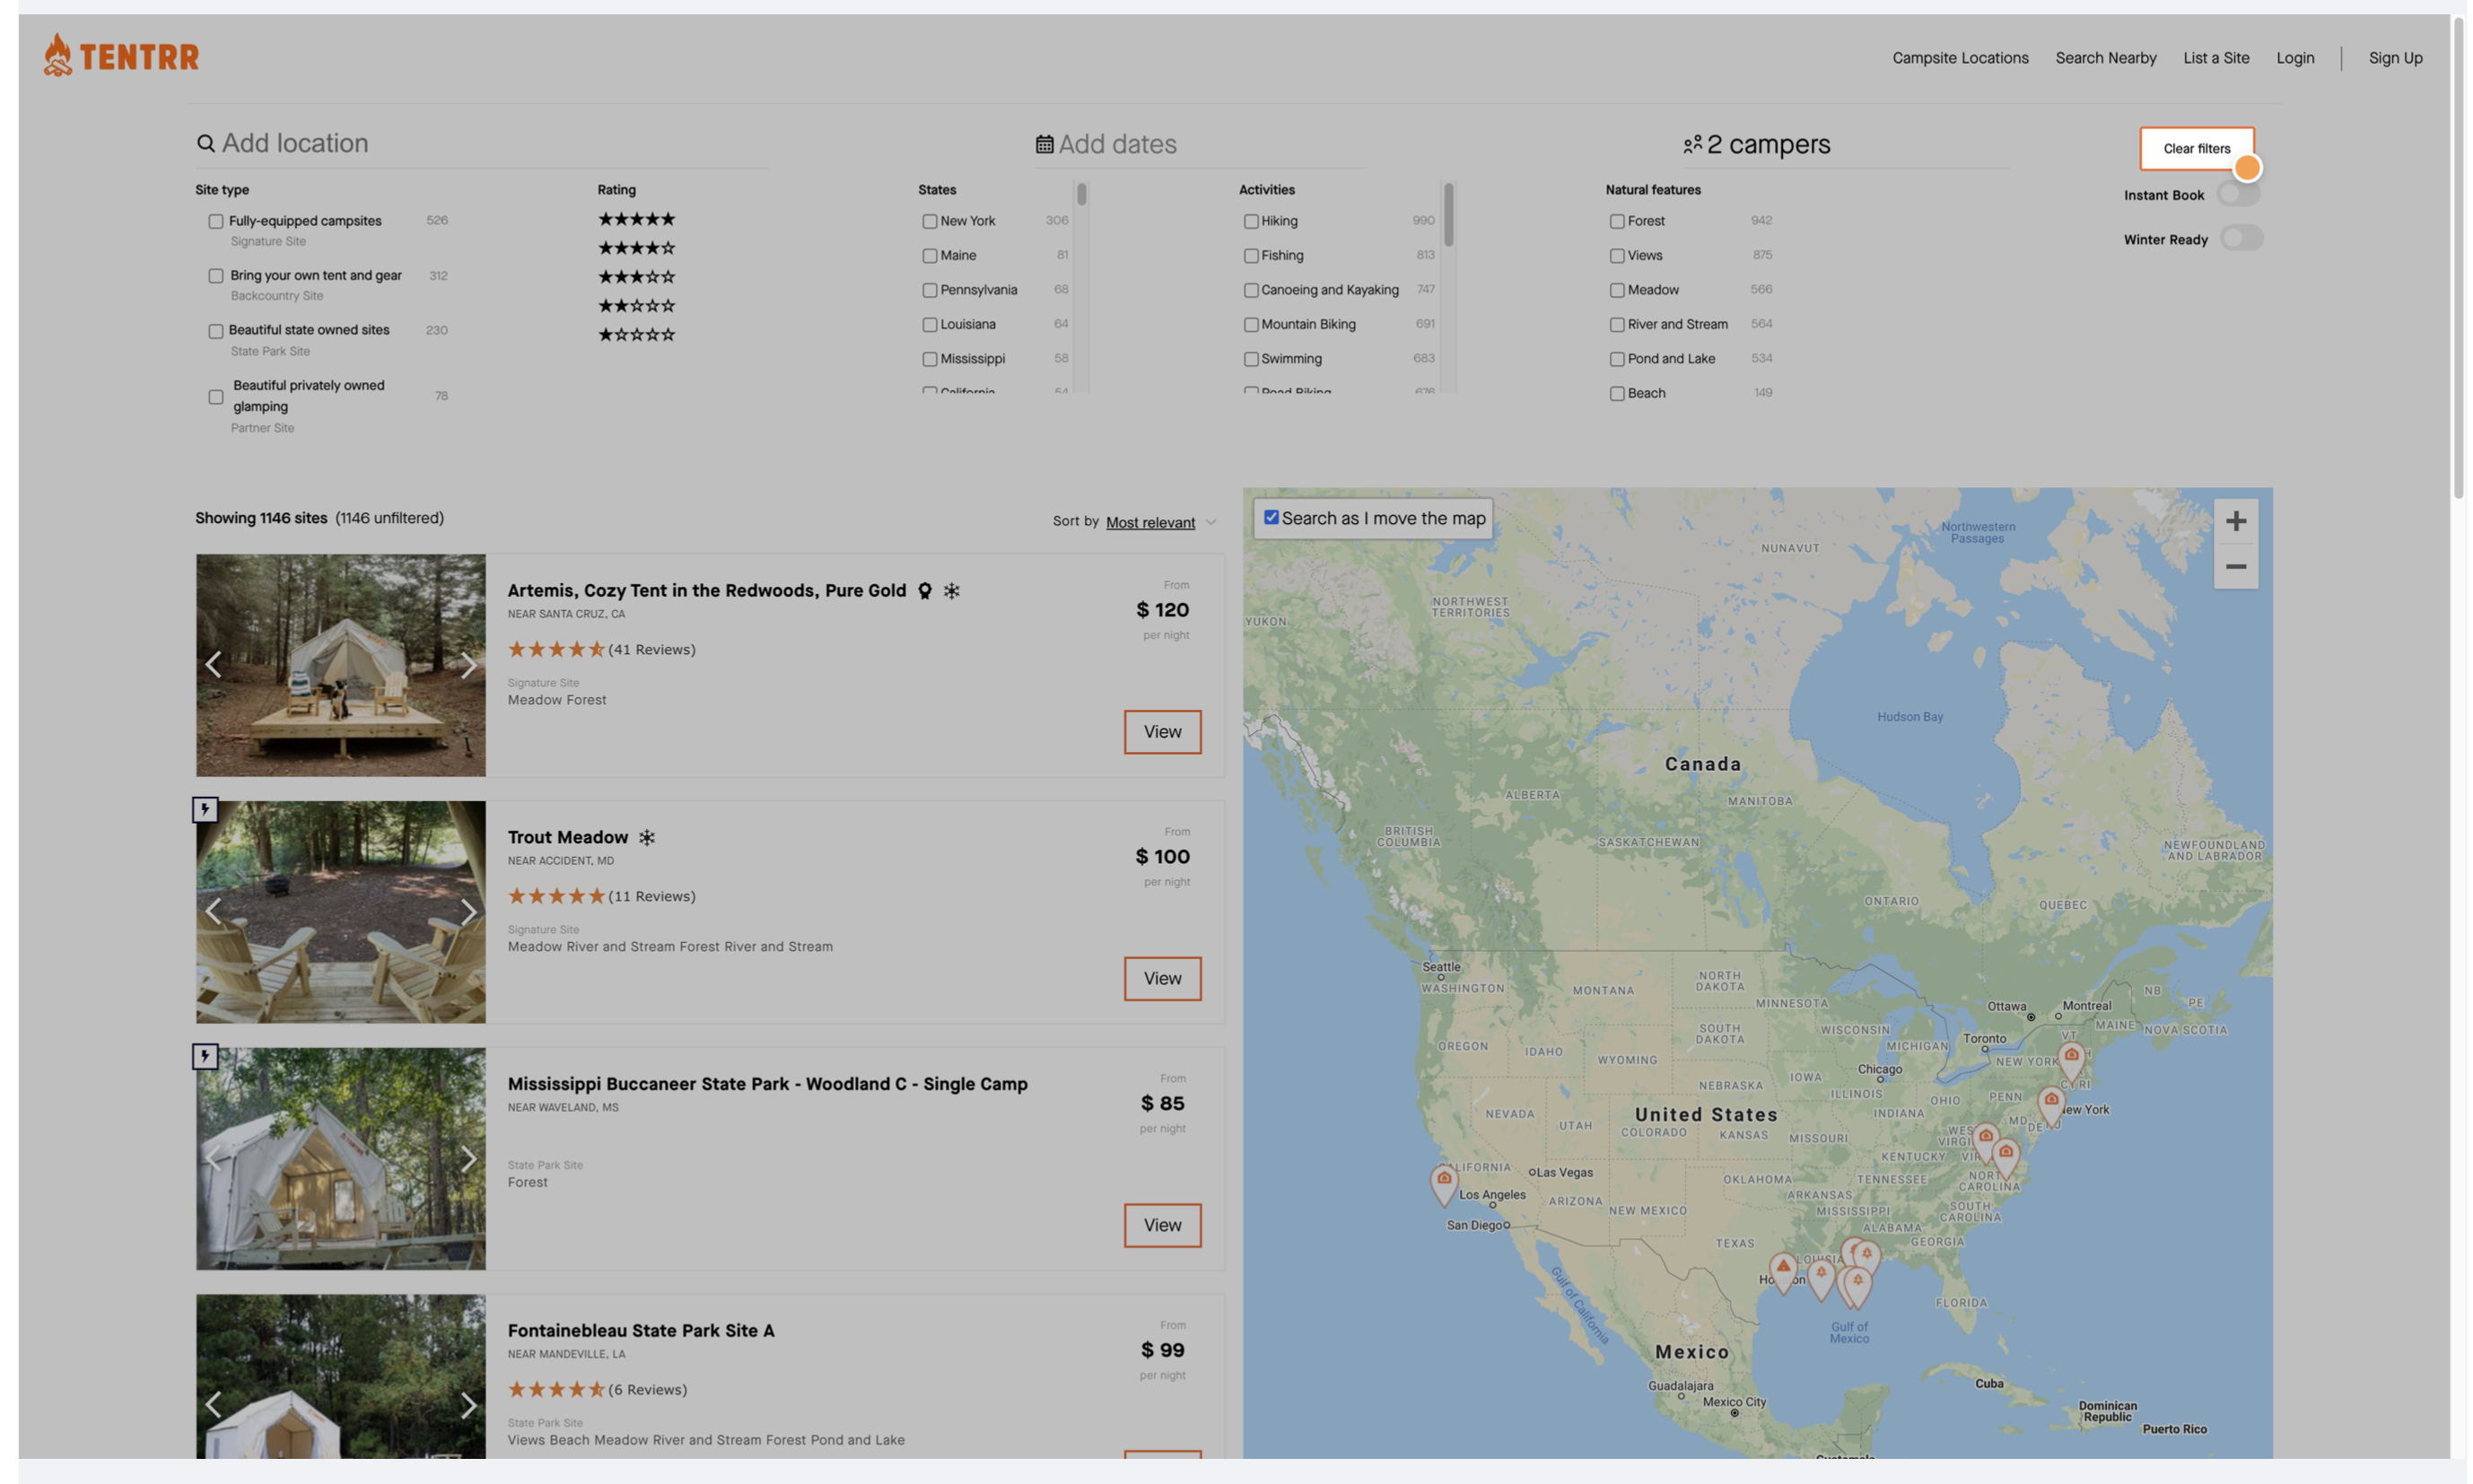 TENTRR
Campsite Locations
Search Nearby
List a Site
Login
Sign Up
Add location
Add dates
2 campers
Clear filters
Instant Book
Winter Ready
Site type
Fully-equipped campsites 526
Signature Site
Bring your own tent and gear 312
Backcountry Site
Beautiful state owned sites 230
State Park Site
Beautiful privately owned
glamping 78
Partner Site
Rating
States
New York 306
Maine 81
Pennsylvania 68
Louisiana 64
Mississippi 58
California 54
Activities
Hiking 990
Fishing 813
Canoeing and Kayaking 747
Mountain Biking 691
Swimming 683
Road Biking 676
Natural features
Forest 942
Views 875
Meadow 566
River and Stream 564
Pond and Lake 534
Beach 149
Showing 1146 sites (1146 unfiltered)
Sort by Most relevant
Artemis, Cozy Tent in the Redwoods, Pure Gold
NEAR SANTA CRUZ, CA
(41 Reviews)
Signature Site
Meadow Forest
From
$ 120
per night
View
Trout Meadow
NEAR ACCIDENT, MD
(11 Reviews)
Signature Site
Meadow River and Stream Forest River and Stream
From
$ 100
per night
View
Mississippi Buccaneer State Park - Woodland C - Single Camp
NEAR WAVELAND, MS
State Park Site
Forest
From
$ 85
per night
View
Fontainebleau State Park Site A
NEAR MANDEVILLE, LA
(6 Reviews)
State Park Site
Views Beach Meadow River and Stream Forest Pond and Lake
From
$ 99
per night
Search as I move the map
+
−
Northwestern
Passages
NUNAVUT
NORTHWEST
TERRITORIES
YUKON
Hudson Bay
Canada
ALBERTA
MANITOBA
BRITISH
COLUMBIA
SASKATCHEWAN
NEWFOUNDLAND
AND LABRADOR
ONTARIO
QUEBEC
Seattle
WASHINGTON
MONTANA
NORTH
DAKOTA
MINNESOTA
Ottawa
Montreal
NB
PE
MAINE
NOVA SCOTIA
OREGON
IDAHO
SOUTH
DAKOTA
WISCONSIN
MICHIGAN
Toronto
VT
WYOMING
NEW YORK
Chicago
IOWA
NEBRASKA
ILLINOIS
CT RI
NEVADA
United States
INDIANA
OHIO
PENN
ew York
UTAH
COLORADO
KANSAS
MISSOURI
WES
VIRGI
MD
DE
KENTUCKY
VIR
LIFORNIA
Las Vegas
OKLAHOMA
TENNESSEE
NORT
CAROLINA
Los Angeles
ARIZONA
NEW MEXICO
ARKANSAS
MISSISSIPPI
SOUTH
CAROLINA
San Diego
ALABAMA
GEORGIA
TEXAS
LOUISIA
Ho on
FLORIDA
Gulf of California
Gulf of
Mexico
Mexico
Guadalajara
Mexico City
Cuba
Dominican
Republic
Puerto Rico
Guatemala